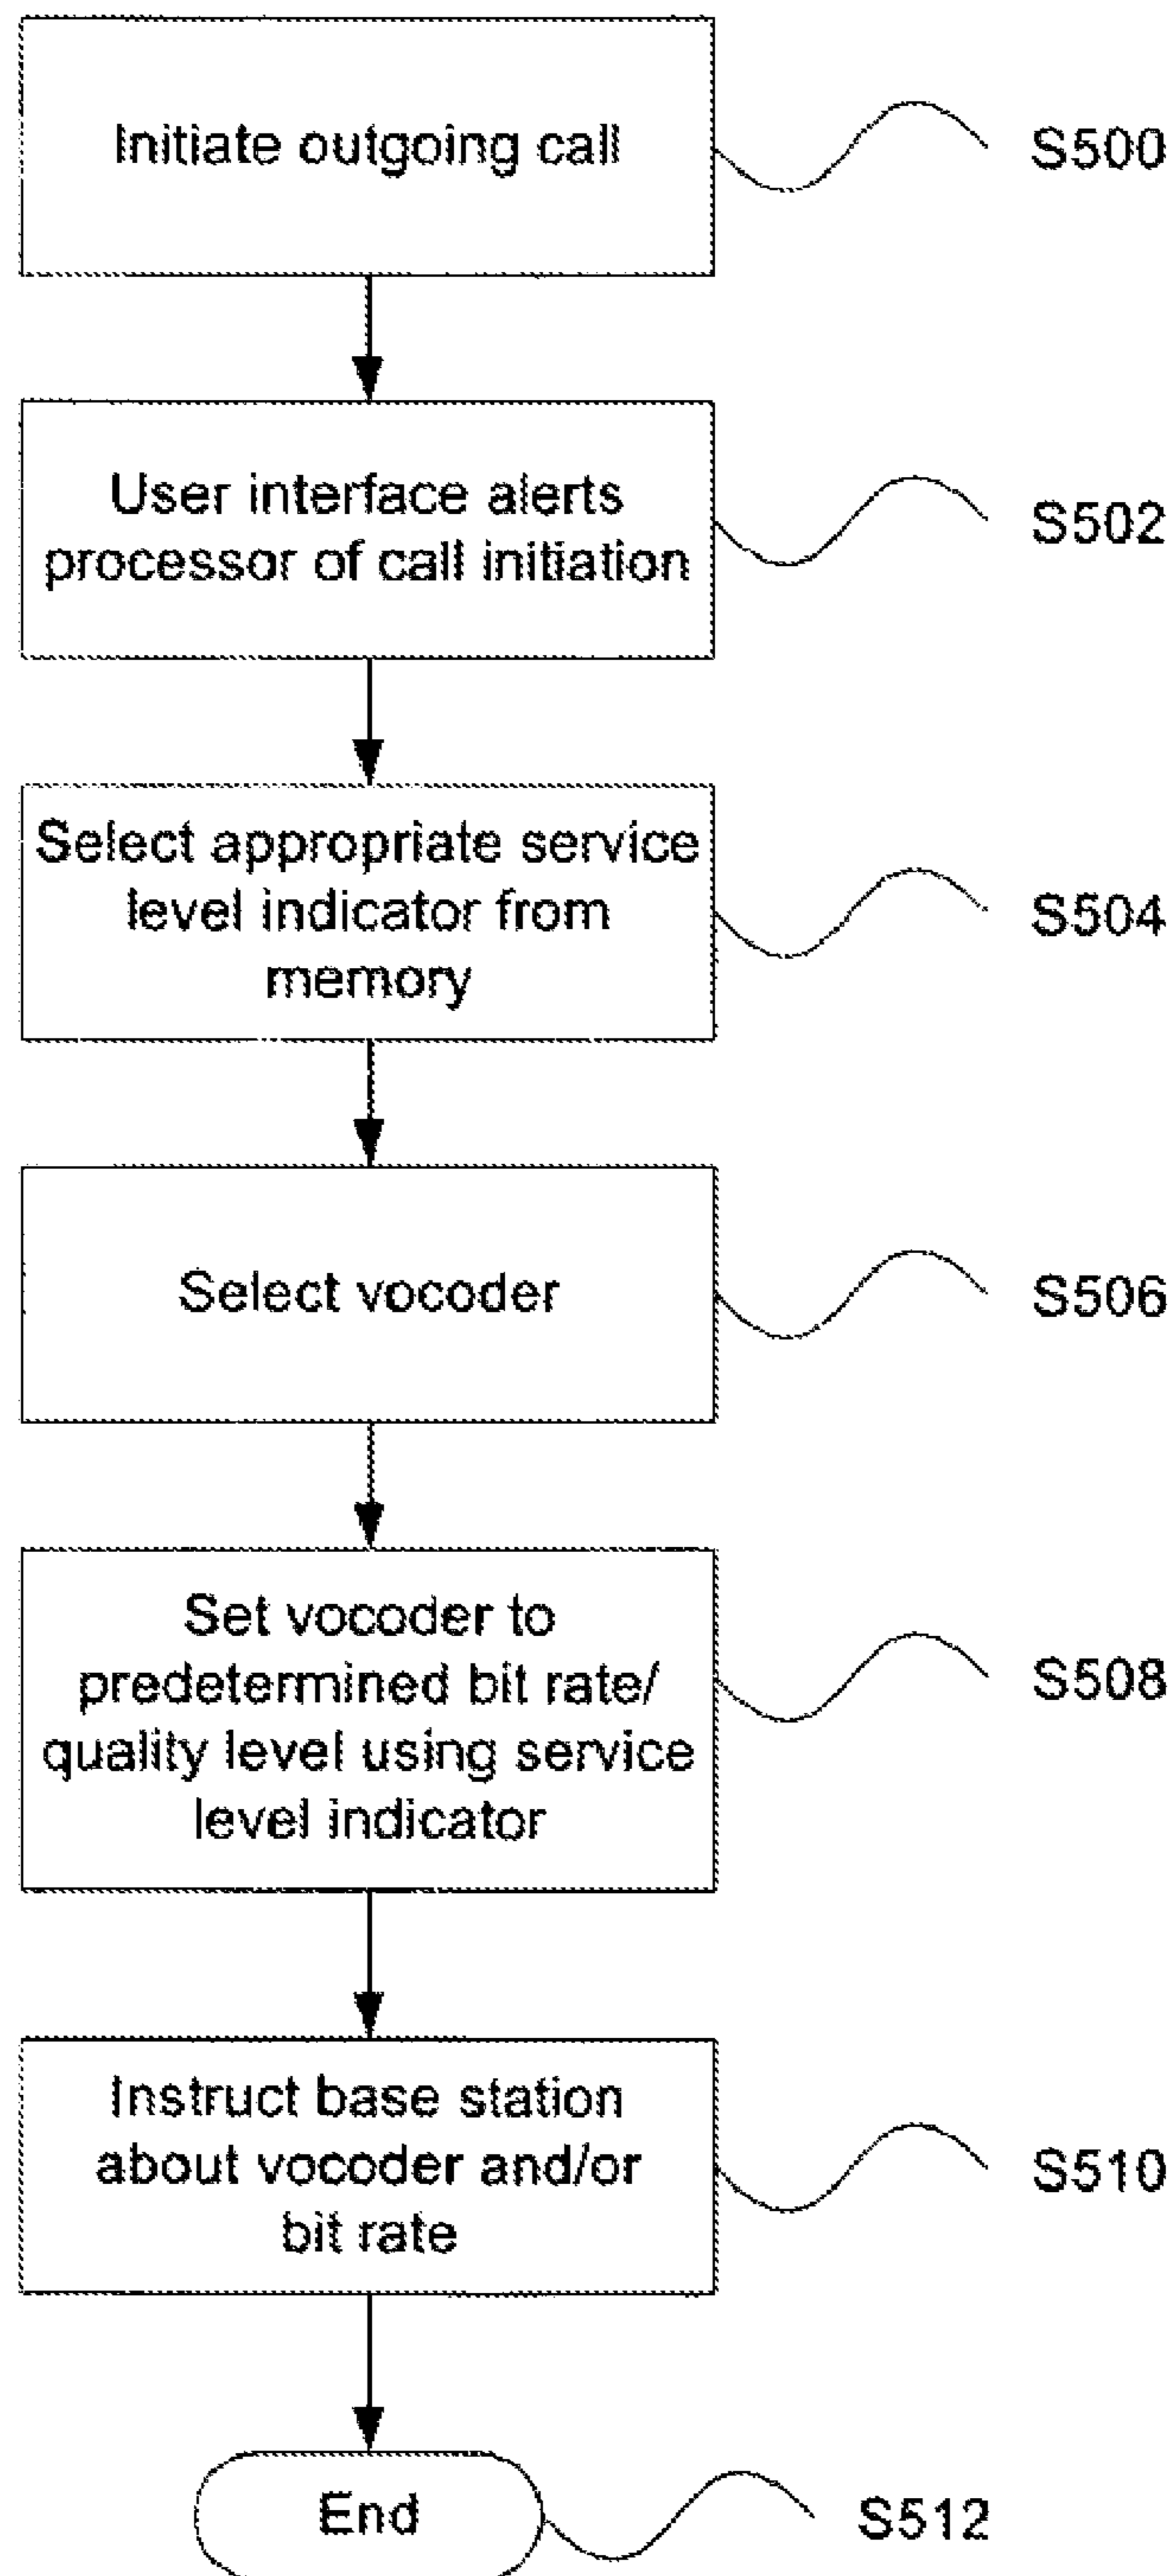 Initiate outgoing call
S500
User interface alerts
processor of call initiation
S502
Select appropriate service
level indicator from
memory
S504
Select vocoder
S506
Set vocoder to
predetermined bit rate/
quality level using service
level indicator
S508
Instruct base station
about vocoder and/or
bit rate
S510
End
S512